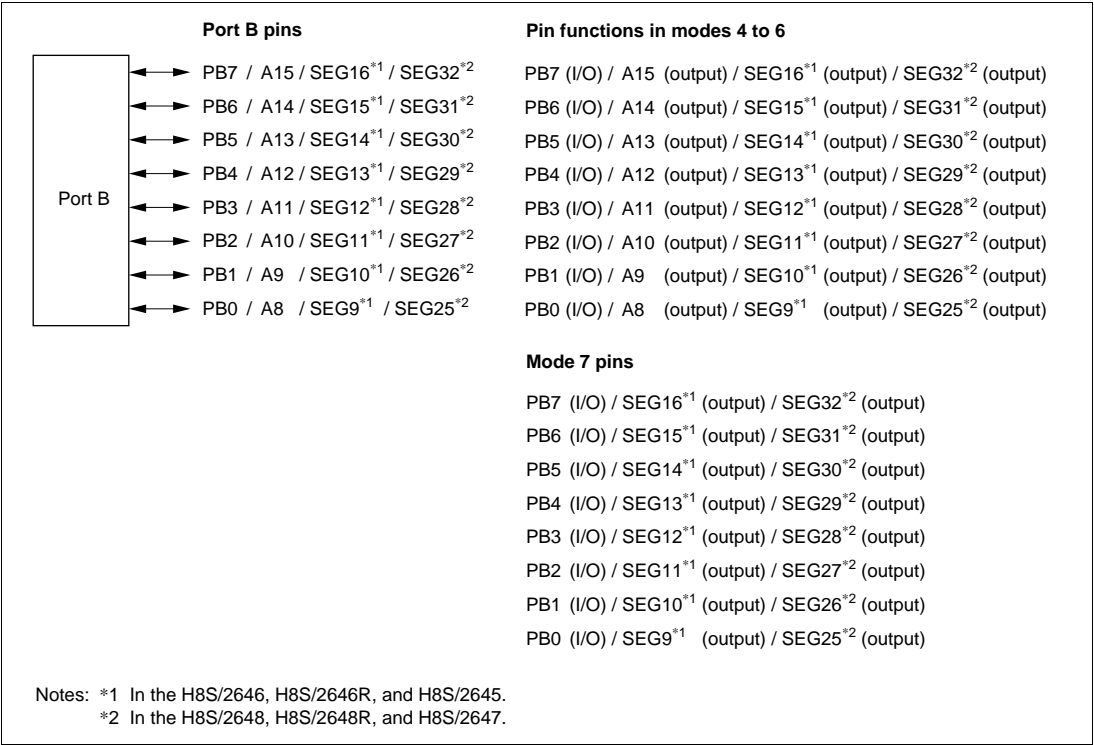 Port B pins
Port B
PB7 / A15 / SEG16*1 / SEG32*2
PB6 / A14 / SEG15*1 / SEG31*2
PB5 / A13 / SEG14*1 / SEG30*2
PB4 / A12 / SEG13*1 / SEG29*2
PB3 / A11 / SEG12*1 / SEG28*2
PB2 / A10 / SEG11*1 / SEG27*2
PB1 / A9 / SEG10*1 / SEG26*2
PB0 / A8 / SEG9*1 / SEG25*2
Pin functions in modes 4 to 6
PB7 (I/O) / A15 (output) / SEG16*1 (output) / SEG32*2 (output)
PB6 (I/O) / A14 (output) / SEG15*1 (output) / SEG31*2 (output)
PB5 (I/O) / A13 (output) / SEG14*1 (output) / SEG30*2 (output)
PB4 (I/O) / A12 (output) / SEG13*1 (output) / SEG29*2 (output)
PB3 (I/O) / A11 (output) / SEG12*1 (output) / SEG28*2 (output)
PB2 (I/O) / A10 (output) / SEG11*1 (output) / SEG27*2 (output)
PB1 (I/O) / A9 (output) / SEG10*1 (output) / SEG26*2 (output)
PB0 (I/O) / A8 (output) / SEG9*1 (output) / SEG25*2 (output)
Mode 7 pins
PB7 (I/O) / SEG16*1 (output) / SEG32*2 (output)
PB6 (I/O) / SEG15*1 (output) / SEG31*2 (output)
PB5 (I/O) / SEG14*1 (output) / SEG30*2 (output)
PB4 (I/O) / SEG13*1 (output) / SEG29*2 (output)
PB3 (I/O) / SEG12*1 (output) / SEG28*2 (output)
PB2 (I/O) / SEG11*1 (output) / SEG27*2 (output)
PB1 (I/O) / SEG10*1 (output) / SEG26*2 (output)
PB0 (I/O) / SEG9*1 (output) / SEG25*2 (output)
Notes: *1 In the H8S/2646, H8S/2646R, and H8S/2645.
*2 In the H8S/2648, H8S/2648R, and H8S/2647.